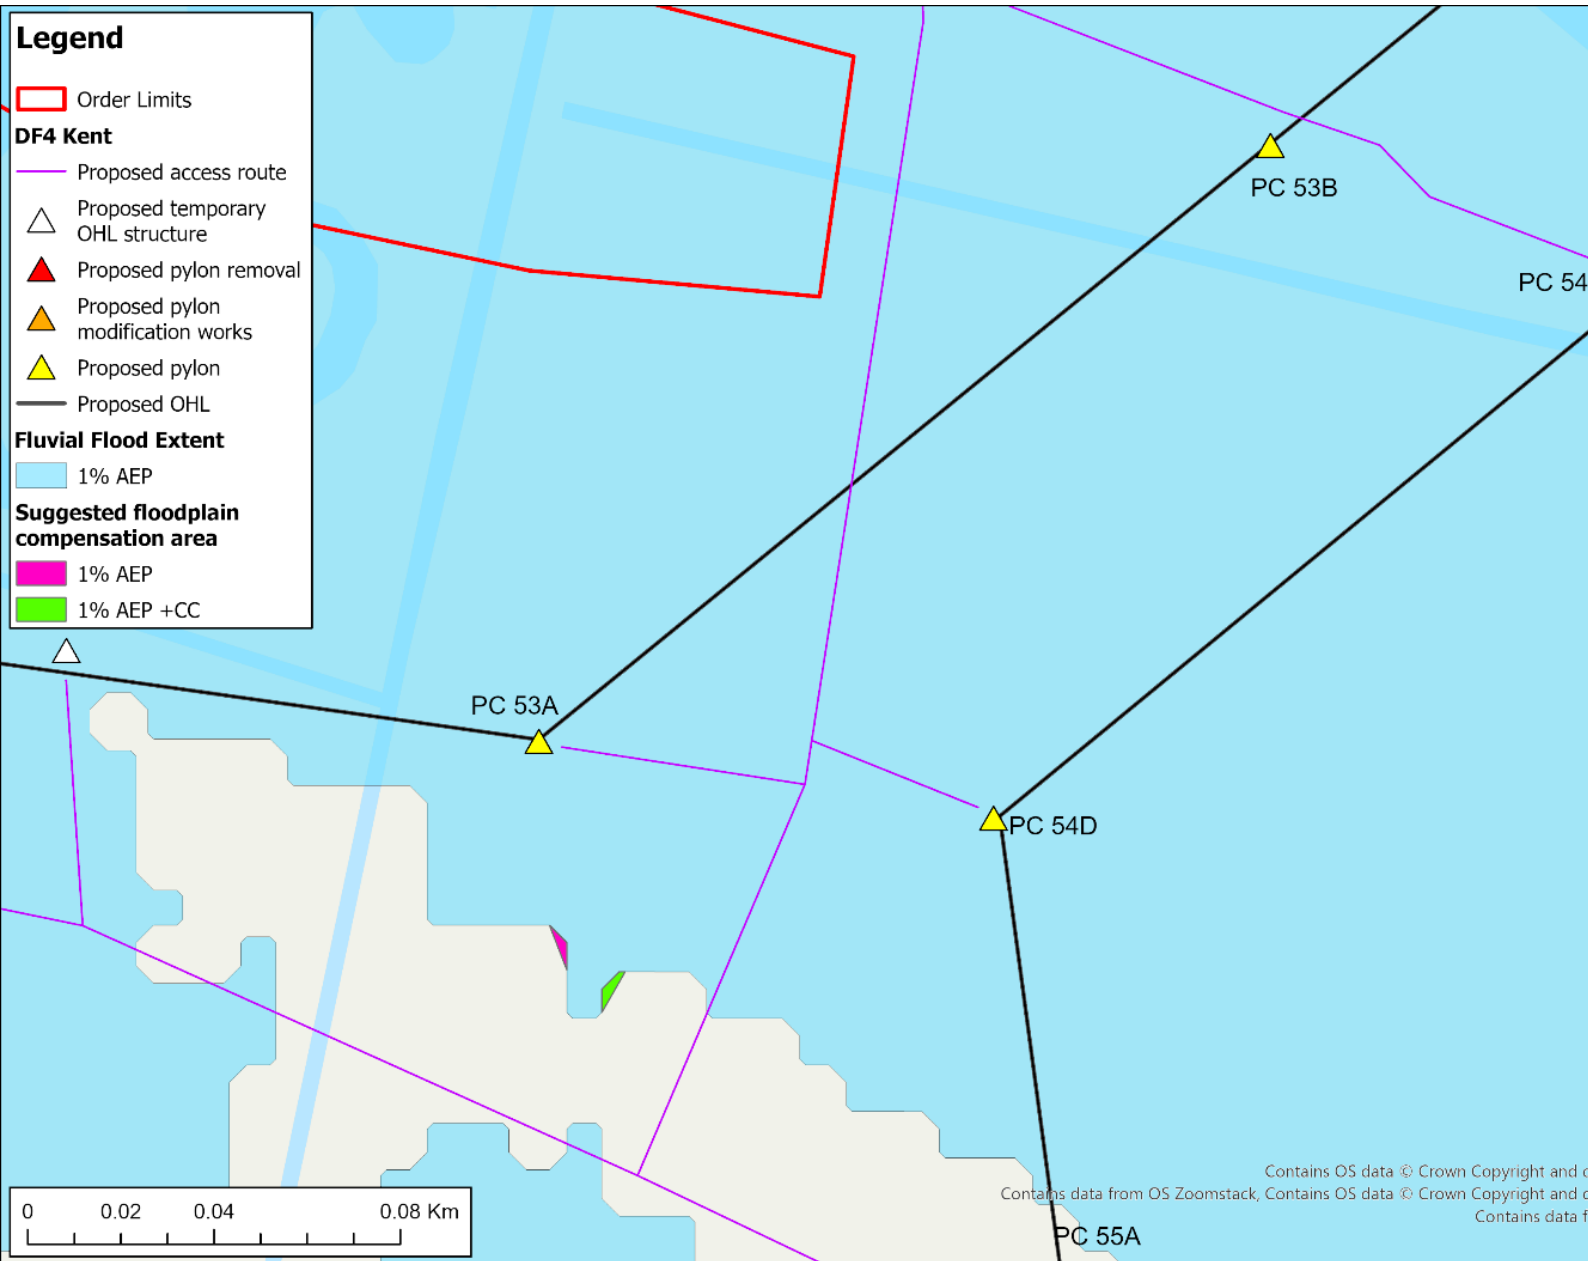 Legend
Order Limits
DF4 Kent
Proposed access route
Proposed temporary
OHL structure
Proposed pylon removal
Proposed pylon
modification works
Proposed pylon
Proposed OHL
Fluvial Flood Extent
1% AEP
Suggested floodplain
compensation area
1% AEP
1% AEP +CC
PC 53B
PC 54
PC 53A
PC 54D
PC 55A
0 0.02 0.04 0.08 Km
Contains OS data © Crown Copyright and
Contains data from OS Zoomstack, Contains OS data © Crown Copyright and
Contains data